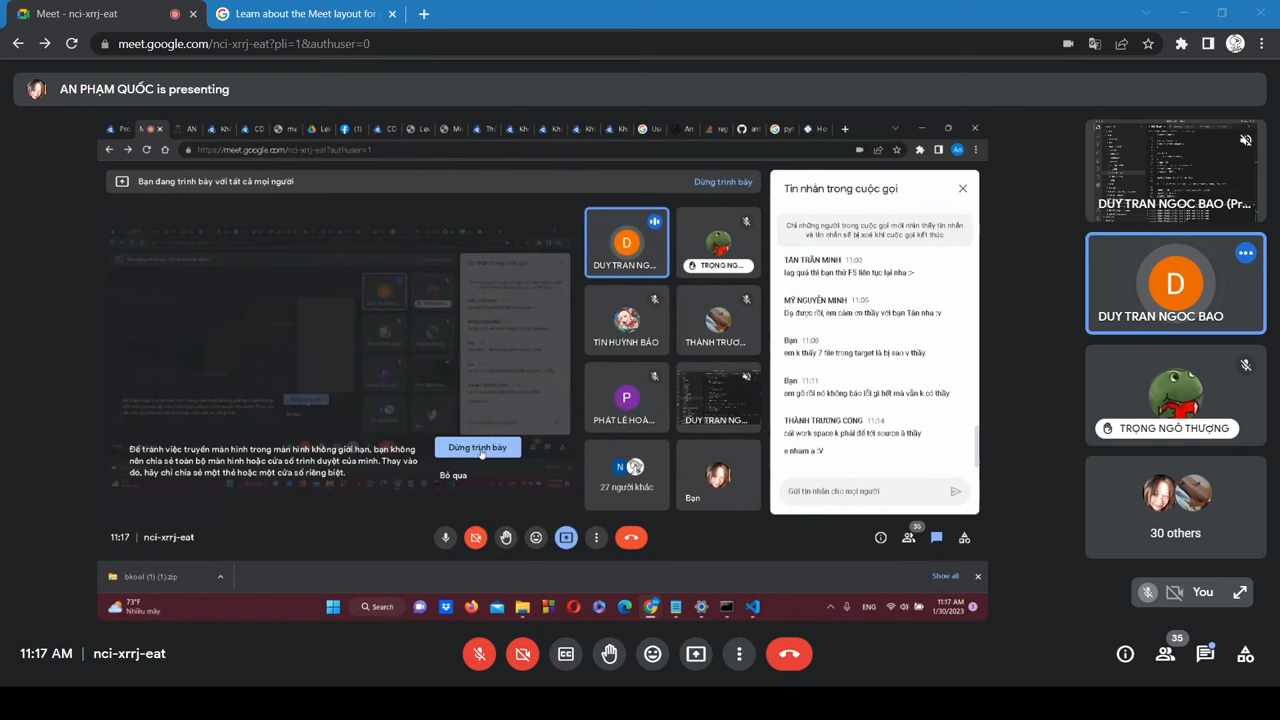 Meet - nci-xrrj-eat
Learn about the Meet layout for
meet.google.com/nci-xrrj-eat?pli=1&authuser=0
AN PHẠM QUỐC is presenting
Pro
AN
https://meet.google.com/nci-xrrj-eat?authuser=1
An
Bạn đang trình bày với tất cả mọi người
Dừng trình bày
Để tránh việc truyền màn hình trong màn hình không giới hạn, bạn không
nên chia sẻ toàn bộ màn hình hoặc cửa sổ trình duyệt của mình. Thay vào
đó, hãy chỉ chia sẻ một thẻ hoặc một cửa sổ riêng biệt.
Dừng trình bày
Bỏ qua
D
DUY TRAN NG...
TRỌNG NG...
TÍN HUỲNH BẢO
THÀNH TRƯƠ...
P
PHÁT LÊ HOÀ...
DUY TRAN NG...
N
27 người khác
Bạn
Tin nhắn trong cuộc gọi
Chỉ những người trong cuộc gọi mới nhìn thấy tin nhắn
và tin nhắn sẽ bị xoá khi cuộc gọi kết thúc
TÂN TRẦN MINH 11:03
lag quá thì bạn thử F5 liên tục lại nha :>
MỸ NGUYỄN MINH 11:05
Dạ được rồi, em cảm ơn thầy với bạn Tân nha :v
Bạn 11:08
em k thấy 7 file trong target là bị sao v thầy
Bạn 11:11
em gõ rồi nó không báo lỗi gì hết mà vẫn k có thầy
THÀNH TRƯƠNG CÔNG 11:14
cái work space k phải để tới source à thầy
e nham a :V
Gửi tin nhắn cho mọi người
11:17
nci-xrrj-eat
35
bkool (1) (1).zip
Show all
73°F
Nhiều mây
Search
ENG
11:17 AM
1/30/2023
3
DUY TRAN NGOC BAO (Pr...
D
DUY TRAN NGOC BAO
TRỌNG NGÔ THƯỢNG
30 others
You
11:17 AM
nci-xrrj-eat
35